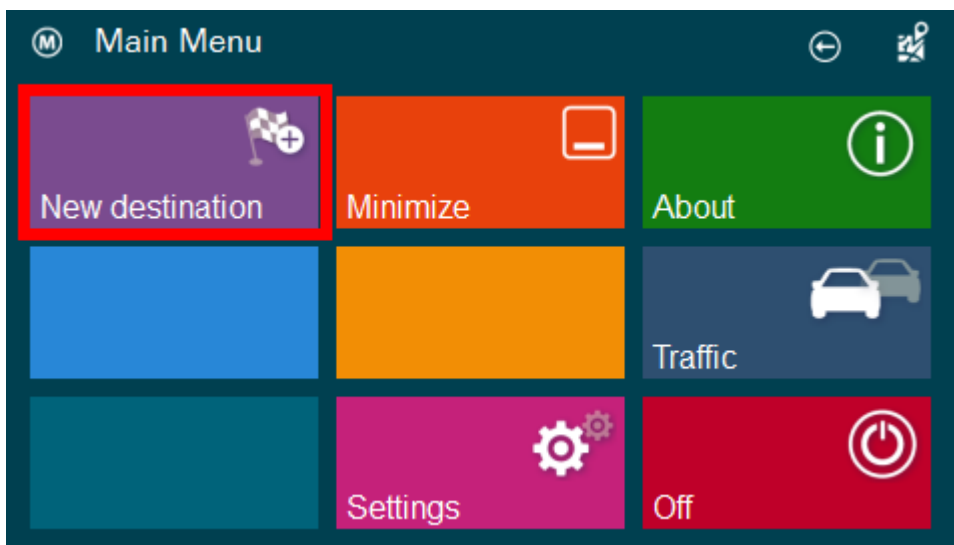 M Main Menu
New destination
Minimize
About
Traffic
Settings
Off